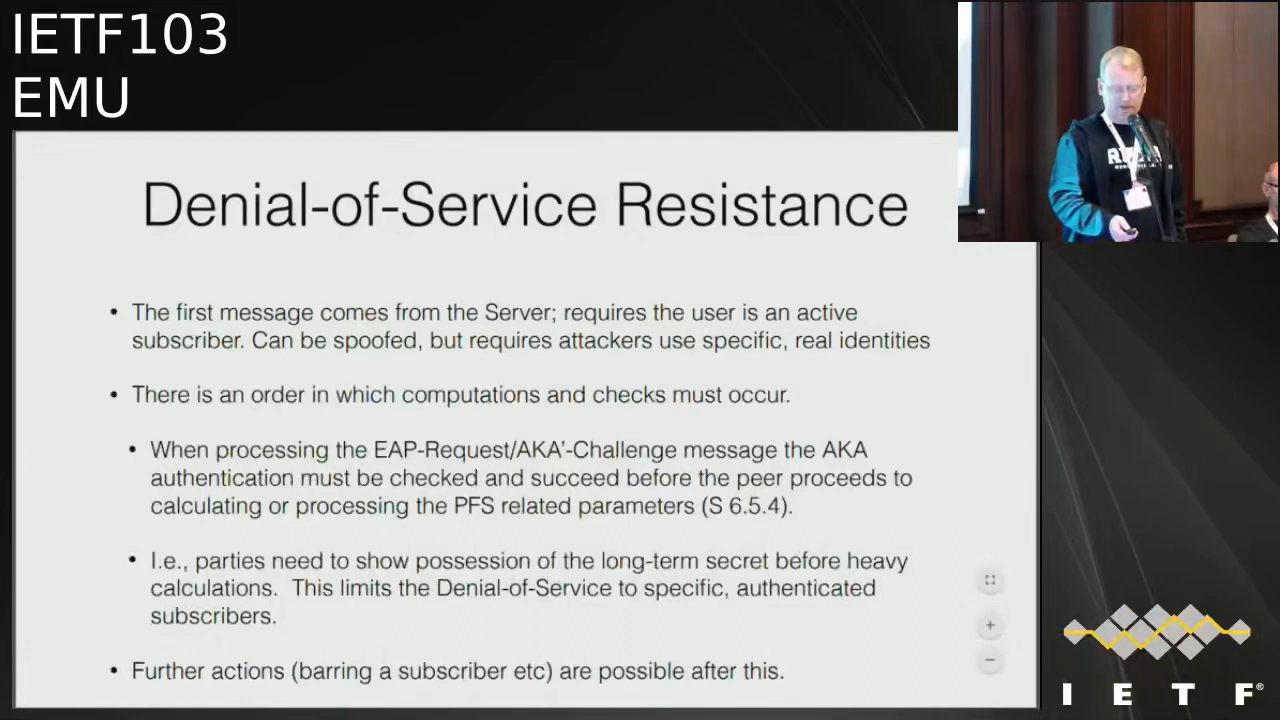 IETF103
EMU
Denial-of-Service Resistance
• The first message comes from the Server; requires the user is an active
subscriber. Can be spoofed, but requires attackers use specific, real identities
• There is an order in which computations and checks must occur.
• When processing the EAP-Request/AKA’-Challenge message the AKA
authentication must be checked and succeed before the peer proceeds to
calculating or processing the PFS related parameters (S 6.5.4).
• I.e., parties need to show possession of the long-term secret before heavy
calculations.  This limits the Denial-of-Service to specific, authenticated
subscribers.
• Further actions (barring a subscriber etc) are possible after this.
I E T F®